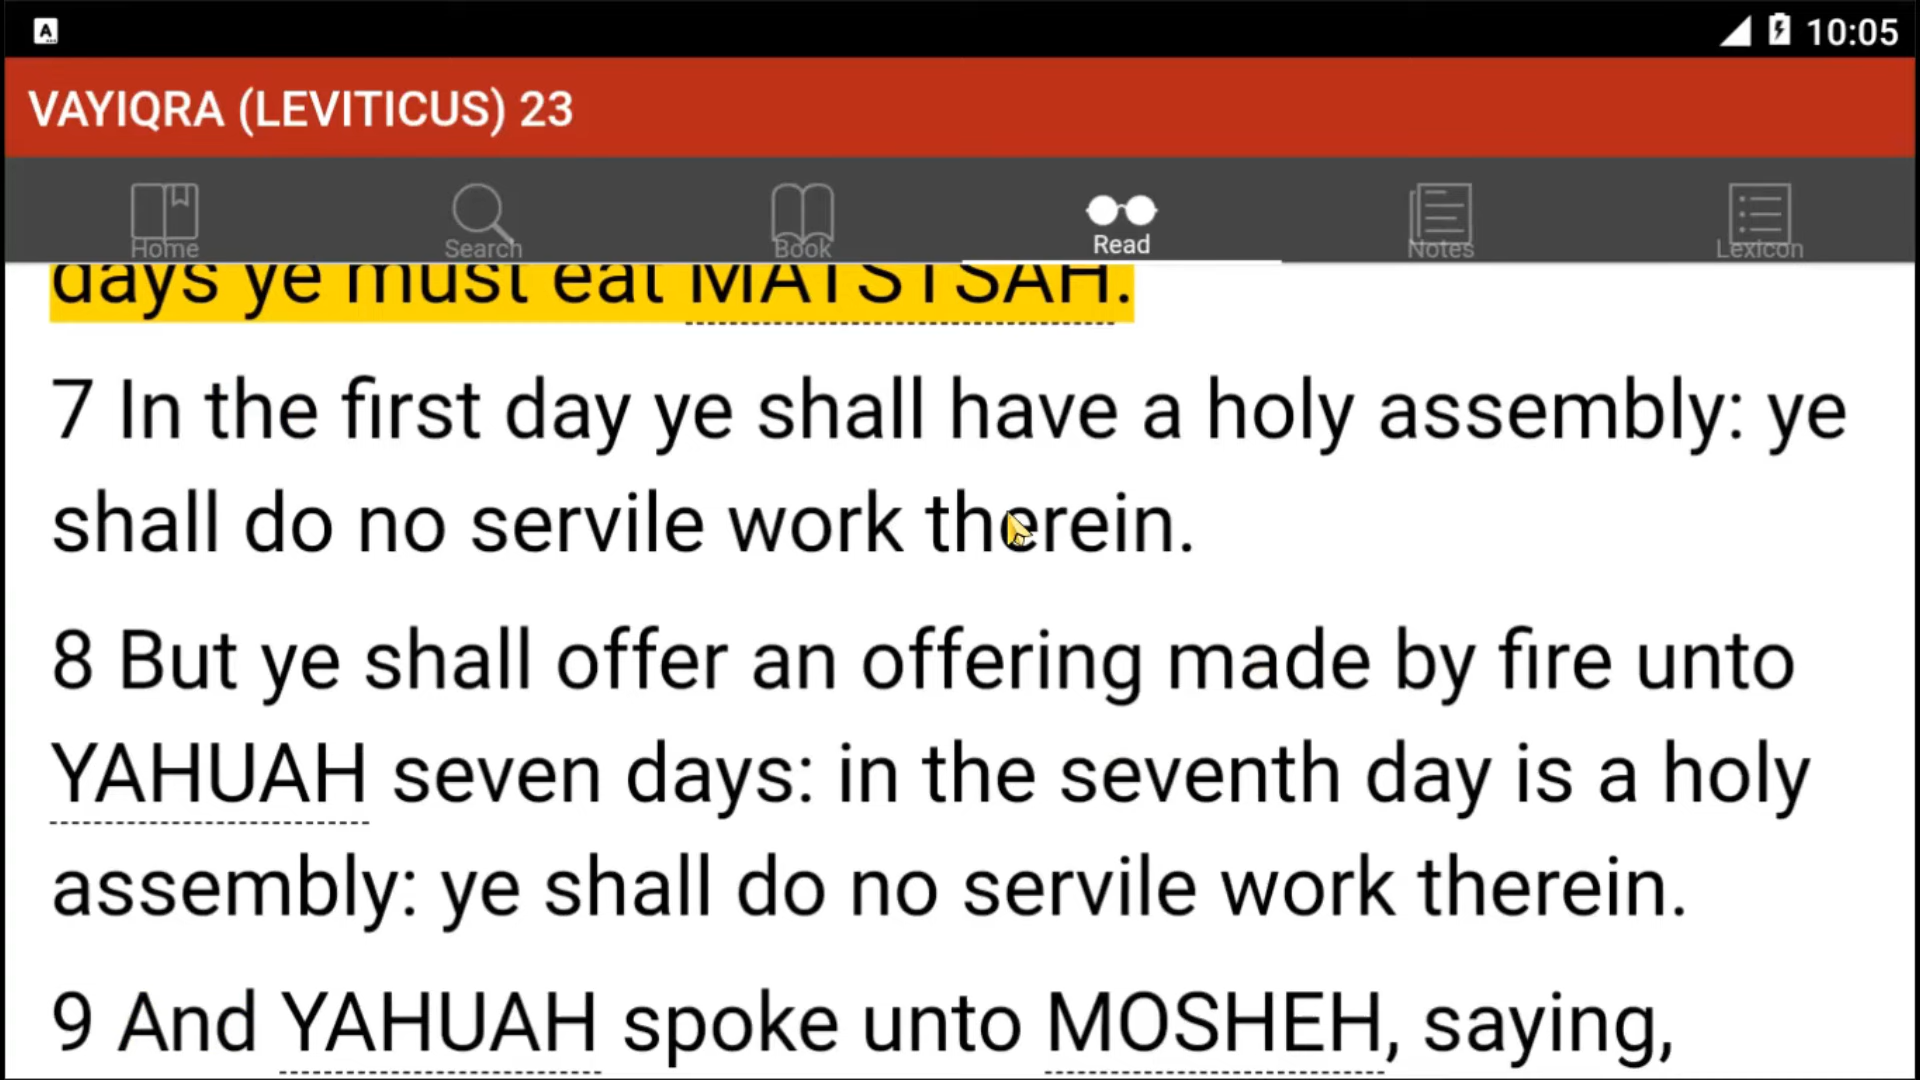 A
10:05
VAYIQRA (LEVITICUS) 23
Home Search Book Read Notes Lexicon
days ye must eat MATSTSAH.
7 In the first day ye shall have a holy assembly: ye
shall do no servile work therein.
8 But ye shall offer an offering made by fire unto
YAHUAH seven days: in the seventh day is a holy
assembly: ye shall do no servile work therein.
9 And YAHUAH spoke unto MOSHEH, saying,